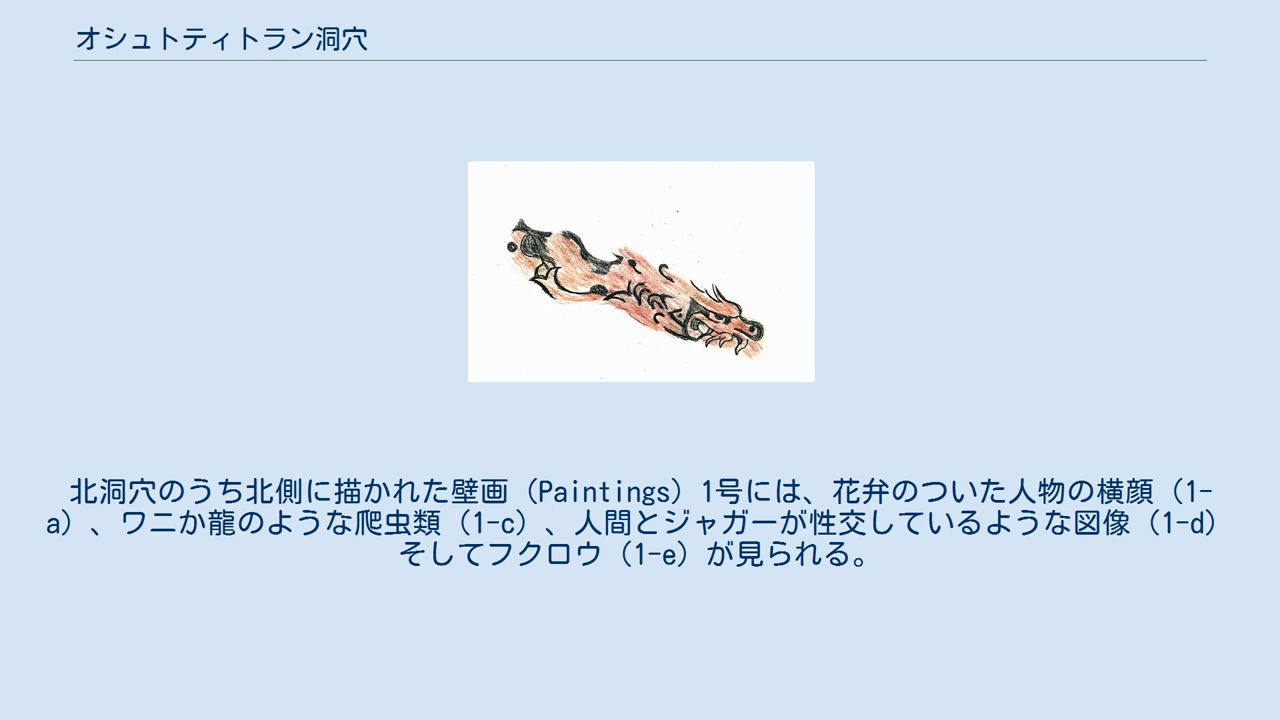 オシュトティトラン洞穴
北洞穴のうち北側に描かれた壁画（Paintings）1号には、花弁のついた人物の横顔（1-
a）、ワニか龍のような爬虫類（1-c）、人間とジャガーが性交しているような図像（1-d）
そしてフクロウ（1-e）が見られる。